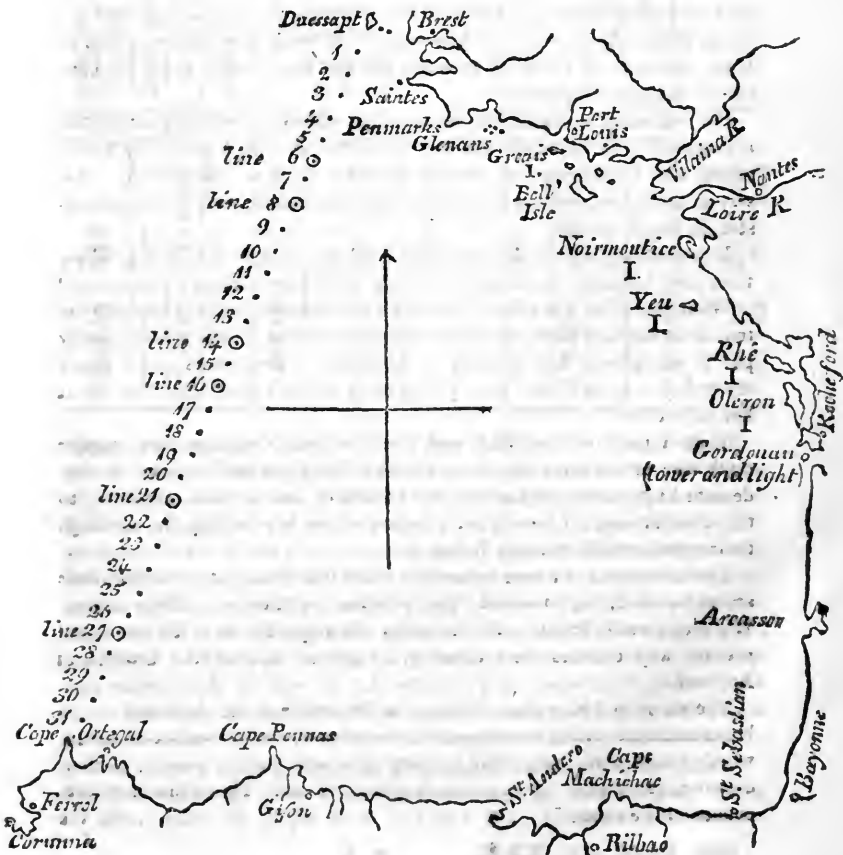 Duessapt
Brest
1
2
3
Saintes
4
Penmarks
Glenans
Port
Louis
5
line 6
Groais
I.
Vilaina R
7
Bell'
Isle
Nantes
line 8
Loire R
9
10
Noirmoutice
I.
11
12
Yeu
I
13
line 14
15
Rhê
I
line 16
Oleron
I
Rocheford
17
18
Gordouan
(tower and light)
19
20
line 21
22
23
24
25
26
Arcasson
line 27
28
29
30
31
Cape Ortegal
Cape Pennas
St. Andero
Cape
Machichac
St. Sebastian
Bayonne
Ferrol
Gijon
Corunna
Bilbao